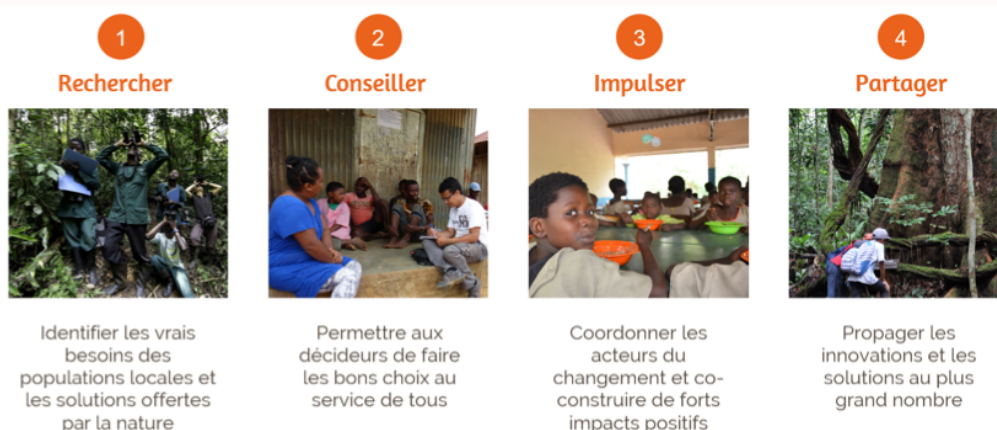 1
Rechercher
Identifier les vrais
besoins des
populations locales et
les solutions offertes
par la nature
2
Conseiller
Permettre aux
décideurs de faire
les bons choix au
service de tous
3
Impulser
Coordonner les
acteurs du
changement et co-
construire de forts
impacts positifs
4
Partager
Propager les
innovations et les
solutions au plus
grand nombre